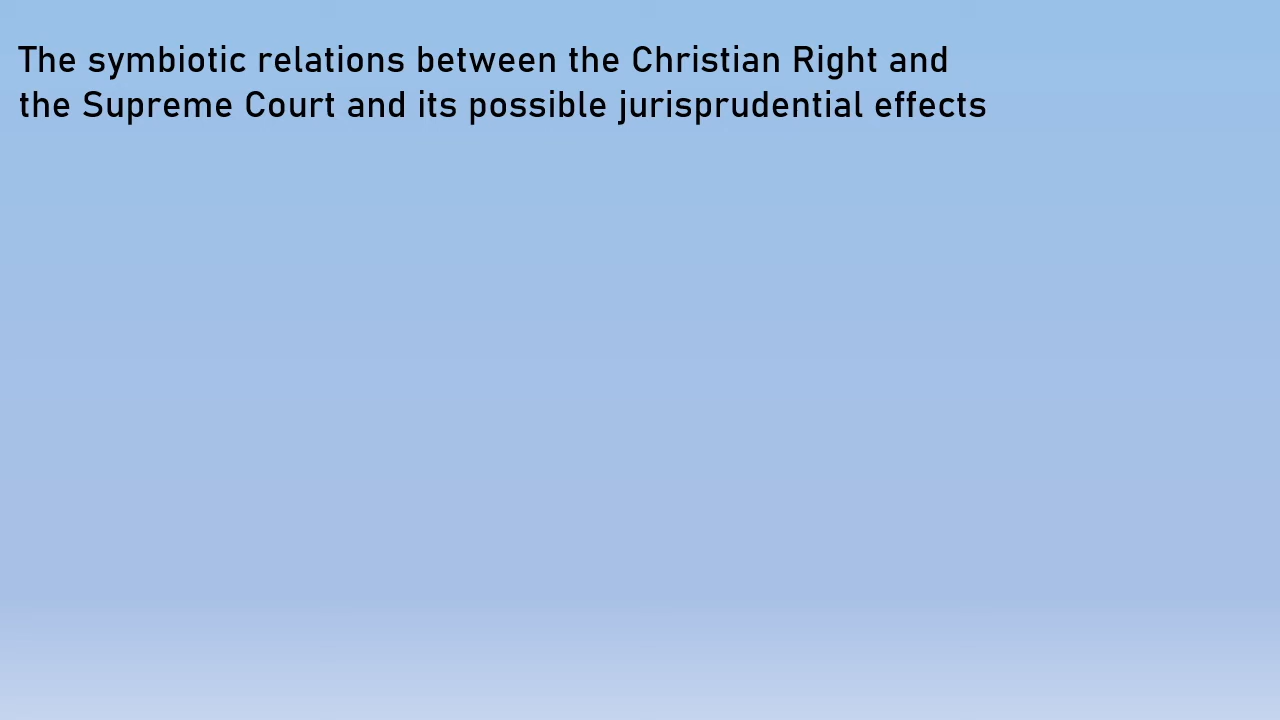 The symbiotic relations between the Christian Right and
the Supreme Court and its possible jurisprudential effects